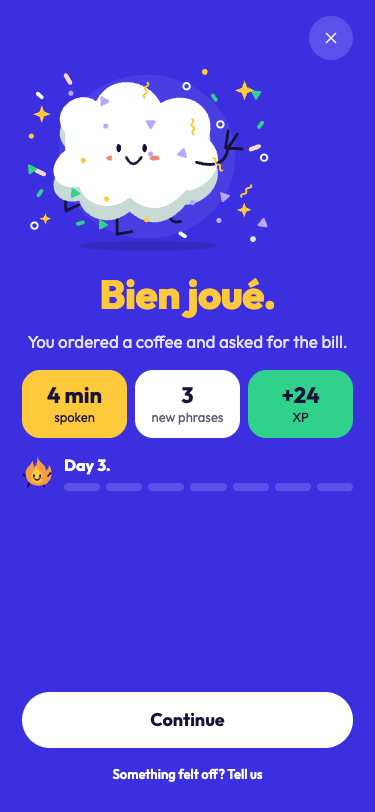 Bien joué.
You ordered a coffee and asked for the bill.
4 min
spoken
3
new phrases
+24
XP
Day 3.
Continue
Something felt off? Tell us